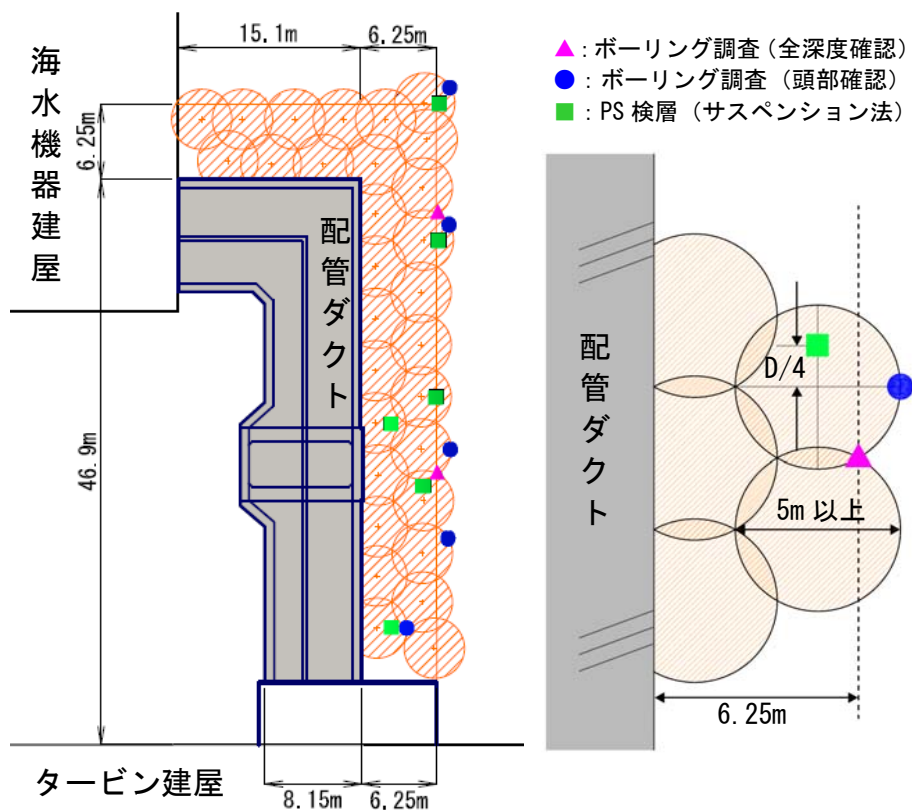 15.1m
6.25m
海水機器建屋
6.25m
配管ダクト
46.9m
タービン建屋
8.15m
6.25m
▲：ボーリング調査（全深度確認）
●：ボーリング調査（頭部確認）
■：PS検層（サスペンション法）
配管ダクト
D/4
5m以上
6.25m